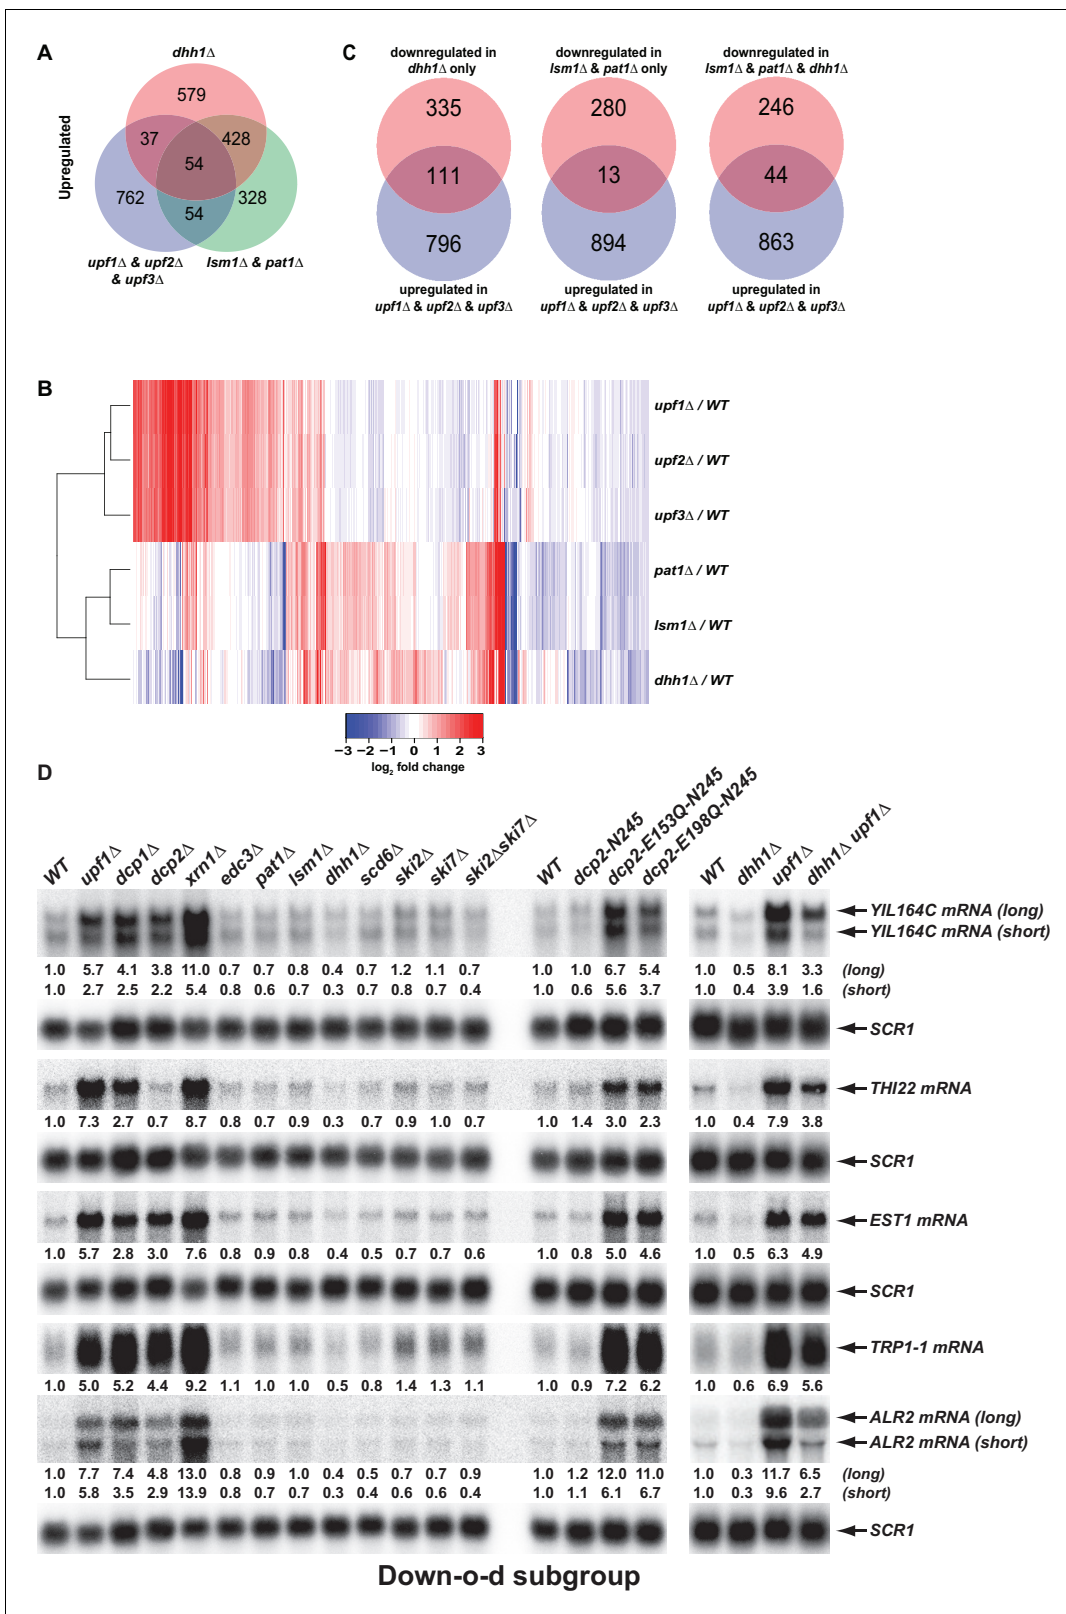 A
dhh1Δ
579
37
428
54
762
54
328
Upregulated
upf1Δ & upf2Δ
& upf3Δ
lsm1Δ & pat1Δ
C
downregulated in
dhh1Δ only
downregulated in
lsm1Δ & pat1Δ only
downregulated in
lsm1Δ & pat1Δ & dhh1Δ
335
280
246
111
13
44
796
894
863
upregulated in
upf1Δ & upf2Δ & upf3Δ
upregulated in
upf1Δ & upf2Δ & upf3Δ
upregulated in
upf1Δ & upf2Δ & upf3Δ
B
upf1Δ / WT
upf2Δ / WT
upf3Δ / WT
pat1Δ / WT
lsm1Δ / WT
dhh1Δ / WT
−3 −2 −1 0 1 2 3
log2 fold change
D
WT upf1Δ dcp1Δ dcp2Δ xrn1Δ edc3Δ pat1Δ lsm1Δ dhh1Δ scd6Δ ski2Δ ski7Δ ski2Δski7Δ WT dcp2-N245 dcp2-E153Q-N245 dcp2-E198Q-N245 WT dhh1Δ upf1Δ dhh1Δ upf1Δ
YIL164C mRNA (long)
YIL164C mRNA (short)
1.0 5.7 4.1 3.8 11.0 0.7 0.7 0.8 0.4 0.7 1.2 1.1 0.7 1.0 1.0 6.7 5.4 1.0 0.5 8.1 3.3 (long)
1.0 2.7 2.5 2.2 5.4 0.8 0.6 0.7 0.3 0.7 0.8 0.7 0.4 1.0 0.6 5.6 3.7 1.0 0.4 3.9 1.6 (short)
SCR1
THI22 mRNA
1.0 7.3 2.7 0.7 8.7 0.8 0.7 0.9 0.3 0.7 0.9 1.0 0.7 1.0 1.4 3.0 2.3 1.0 0.4 7.9 3.8
SCR1
EST1 mRNA
1.0 5.7 2.8 3.0 7.6 0.8 0.9 0.8 0.4 0.5 0.7 0.7 0.6 1.0 0.8 5.0 4.6 1.0 0.5 6.3 4.9
SCR1
TRP1-1 mRNA
1.0 5.0 5.2 4.4 9.2 1.1 1.0 1.0 0.5 0.8 1.4 1.3 1.1 1.0 0.9 7.2 6.2 1.0 0.6 6.9 5.6
ALR2 mRNA (long)
ALR2 mRNA (short)
1.0 7.7 7.4 4.8 13.0 0.8 0.9 1.0 0.4 0.5 0.7 0.7 0.9 1.0 1.2 12.0 11.0 1.0 0.3 11.7 6.5 (long)
1.0 5.8 3.5 2.9 13.9 0.8 0.7 0.7 0.3 0.4 0.6 0.6 0.4 1.0 1.1 6.1 6.7 1.0 0.3 9.6 2.7 (short)
SCR1
Down-o-d subgroup